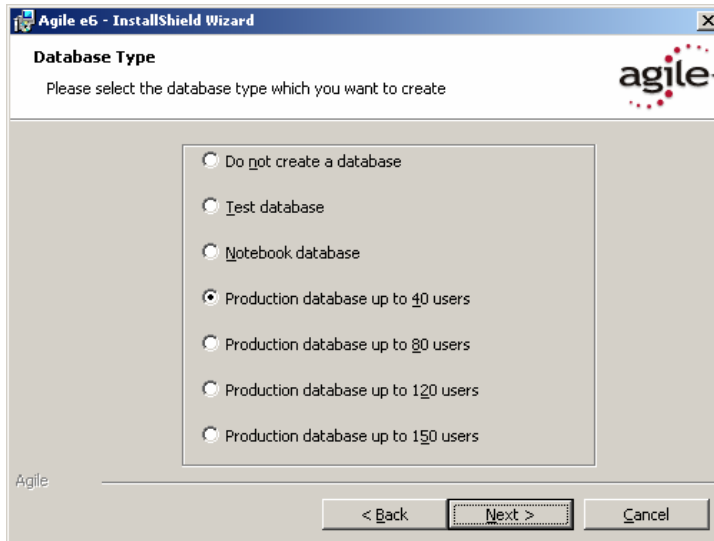 Agile e6 - InstallShield Wizard
Database Type
Please select the database type which you want to create
agile
Do not create a database
Test database
Notebook database
Production database up to 40 users
Production database up to 80 users
Production database up to 120 users
Production database up to 150 users
Agile
< Back
Next >
Cancel